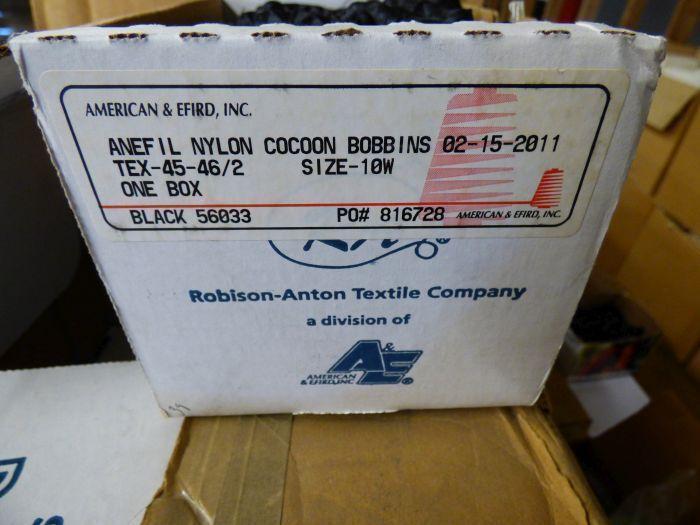 AMERICAN & EFIRD, INC.
ANEFIL NYLON COCOON BOBBINS 02-15-2011
TEX-45-46/2 SIZE-10W
ONE BOX
BLACK 56033 PO# 816728 AMERICAN & EFIRD, INC.
Robison-Anton Textile Company
a division of
A&E®
AMERICAN
& EFIRD, INC